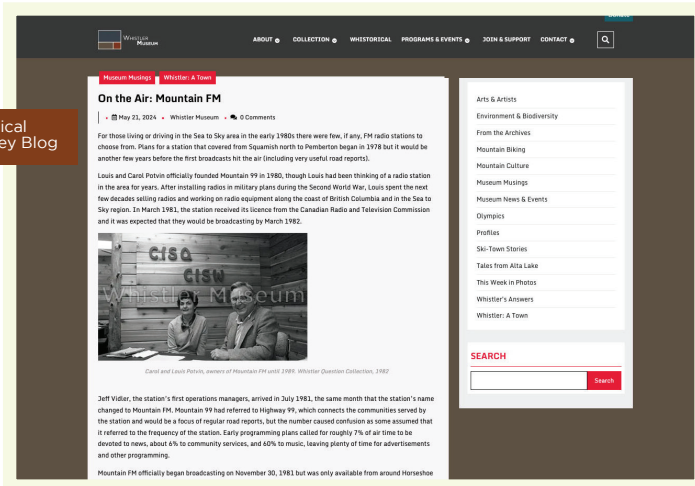 WHISTLER
MUSEUM
ABOUT COLLECTION WHISTORICAL PROGRAMS & EVENTS JOIN & SUPPORT CONTACT
Museum Musings Whistler: A Town
On the Air: Mountain FM
May 21, 2024 • Whistler Museum • 0 Comments
For those living or driving in the Sea to Sky area in the early 1980s there were few, if any, FM radio stations to
choose from. Plans for a station that covered from Squamish north to Pemberton began in 1978 but it would be
another few years before the first broadcasts hit the air (including very useful road reports).
Louis and Carol Potvin officially founded Mountain 99 in 1980, though Louis had been thinking of a radio station
in the area for years. After installing radios in military plans during the Second World War, Louis spent the next
few decades selling radios and working on radio equipment along the coast of British Columbia and in the Sea to
Sky region. In March 1981, the station received its licence from the Canadian Radio and Television Commission
and it was expected that they would be broadcasting by March 1982.
CISQ
CISW
Whistler Museum
Carol and Louis Potvin, owners of Mountain FM until 1989. Whistler Question Collection, 1982
Jeff Vidler, the station's first operations managers, arrived in July 1981, the same month that the station's name
changed to Mountain FM. Mountain 99 had referred to Highway 99, which connects the communities served by
the station and would be a focus of regular road reports, but the number caused confusion as some assumed that
it referred to the frequency of the station. Early programming plans called for roughly 7% of air time to be
devoted to news, about 6% to community services, and 60% to music, leaving plenty of time for advertisements
and other programming.
Mountain FM officially began broadcasting on November 30, 1981 but was only available from around Horseshoe
ical
ey Blog
Arts & Artists
Environment & Biodiversity
From the Archives
Mountain Biking
Mountain Culture
Museum Musings
Museum News & Events
Olympics
Profiles
Ski-Town Stories
Tales from Alta Lake
This Week in Photos
Whistler's Answers
Whistler: A Town
SEARCH
Search